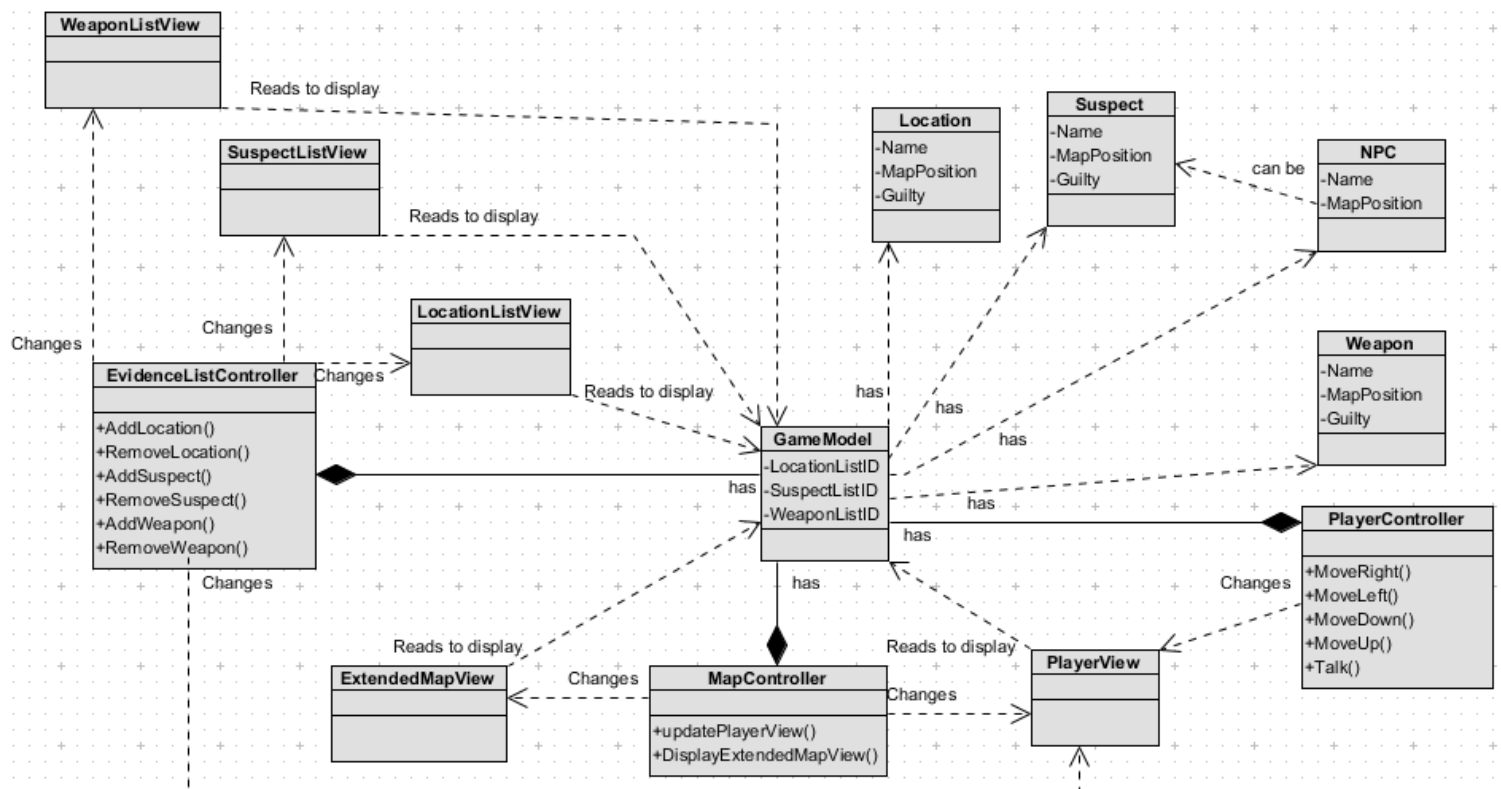 WeaponListView
Reads to display
SuspectListView
Reads to display
Location
-Name
-MapPosition
-Guilty
Suspect
-Name
-MapPosition
-Guilty
can be
NPC
-Name
-MapPosition
Changes
Changes
LocationListView
Changes
Reads to display
EvidenceListController
+AddLocation()
+RemoveLocation()
+AddSuspect()
+RemoveSuspect()
+AddWeapon()
+RemoveWeapon()
Changes
has
has
has
has
Weapon
-Name
-MapPosition
-Guilty
GameModel
-LocationListID
-SuspectListID
-WeaponListID
has
has
has
has
PlayerController
+MoveRight()
+MoveLeft()
+MoveDown()
+MoveUp()
+Talk()
Changes
Reads to display
ExtendedMapView
Changes
MapController
+updatePlayerView()
+DisplayExtendedMapView()
Reads to display
Changes
PlayerView